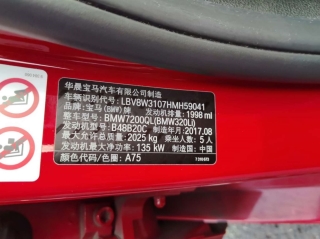 华晨宝马汽车有限公司制造
车辆识别代号: LBV8W3107HMH59041
品牌: 宝马(BMW)牌 发动机排量: 1998 ml
整车型号: BMW7200QL(BMW320Li)
发动机型号: B48B20C 制造年月: 2017.08
最大允许总质量: 2025 kg 乘坐人数: 5 人
发动机最大净功率: 135 kW 制造国: 中国
颜色代码/色圈: A75